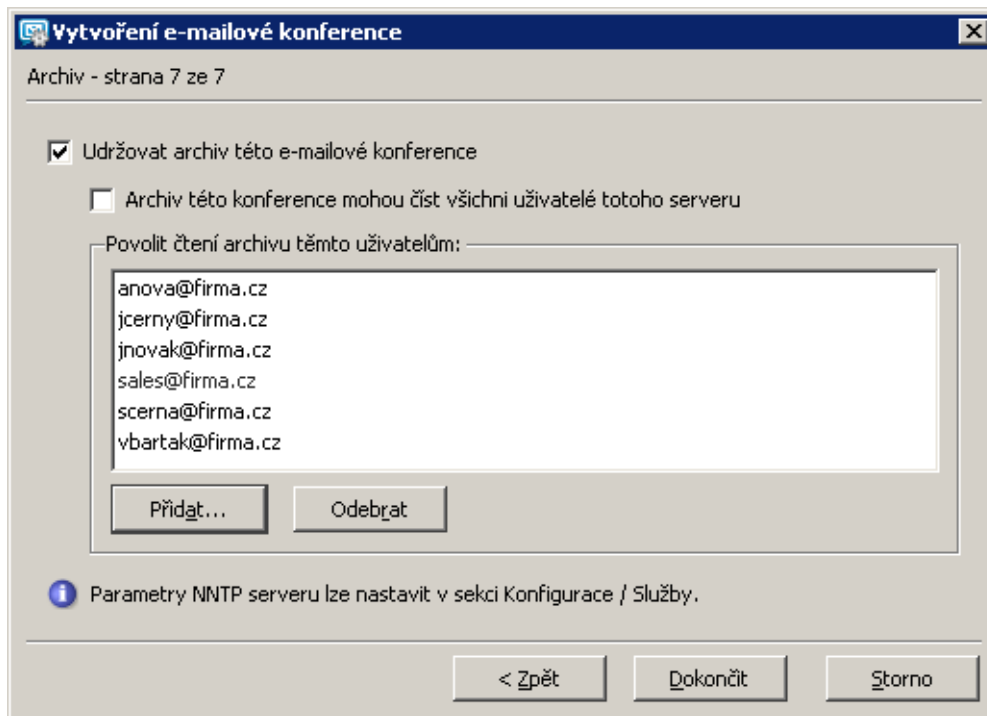 Vytvoření e-mailové konference
Archiv - strana 7 ze 7
Udržovat archiv této e-mailové konference
Archiv této konference mohou číst všichni uživatelé totoho serveru
Povolit čtení archivu těmto uživatelům:
anova@firma.cz
jcerny@firma.cz
jnovak@firma.cz
sales@firma.cz
scerna@firma.cz
vbartak@firma.cz
Přidat... Odebrat
Parametry NNTP serveru lze nastavit v sekci Konfigurace / Služby.
< Zpět Dokončit Storno